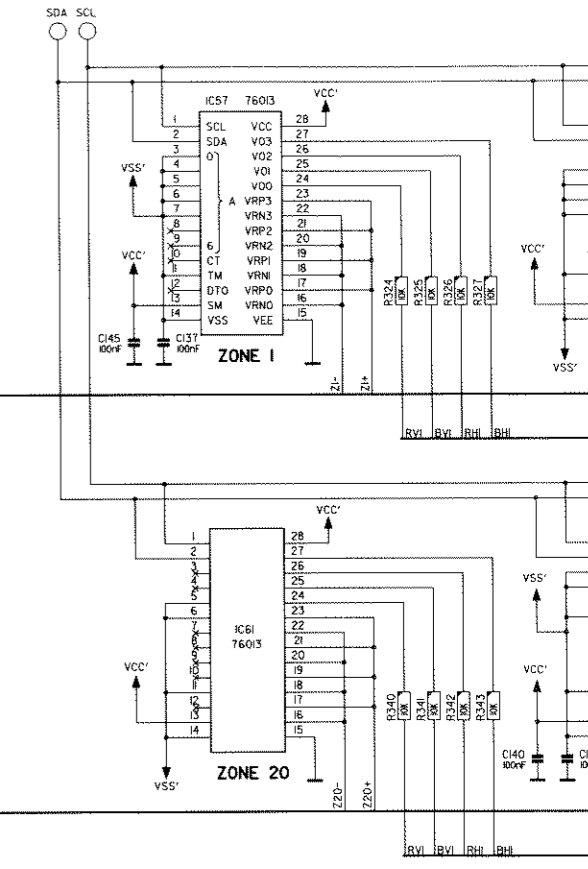 SDA SCL
IC57 76013
VCC'
1 SCL VCC 28
2 SDA VO3 27
3 0 VO2 26
4 VO1 25
5 VO0 24
6 A VRP3 23
7 VRN3 22
8 VRP2 21
9 6 VRN2 20
10 CT VRP1 19
11 TM VRN1 18
12 DTO VRP0 17
13 SM VRN0 16
14 VSS VEE 15
VSS'
VCC'
C145
100nF
C137
100nF
ZONE 1
Z1-
Z1+
R324
10K
R325
10K
R326
10K
R327
10K
VCC'
VSS'
RV1 BV1 RH1 BH1
VCC'
1 28
2 27
3 26
4 25
5 24
6 23
7 22
8 21
9 20
10 19
11 18
12 17
13 16
14 15
IC61
76013
VCC'
VSS'
ZONE 20
Z20-
Z20+
R340
10K
R341
10K
R342
10K
R343
10K
VSS'
VCC'
C140
100nF
RV1 BV1 RH1 BH1